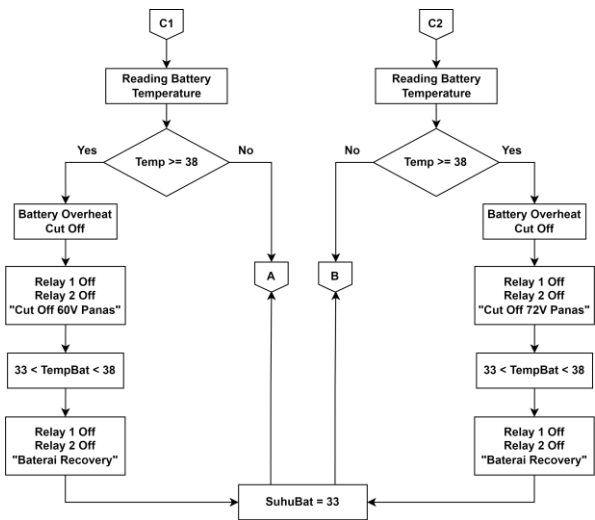 C1
Reading Battery
Temperature
Temp >= 38
Yes
No
Battery Overheat
Cut Off
Relay 1 Off
Relay 2 Off
"Cut Off 60V Panas"
33 < TempBat < 38
Relay 1 Off
Relay 2 Off
"Baterai Recovery"
A
C2
Reading Battery
Temperature
Temp >= 38
No
Yes
Battery Overheat
Cut Off
Relay 1 Off
Relay 2 Off
"Cut Off 72V Panas"
33 < TempBat < 38
Relay 1 Off
Relay 2 Off
"Baterai Recovery"
B
SuhuBat = 33